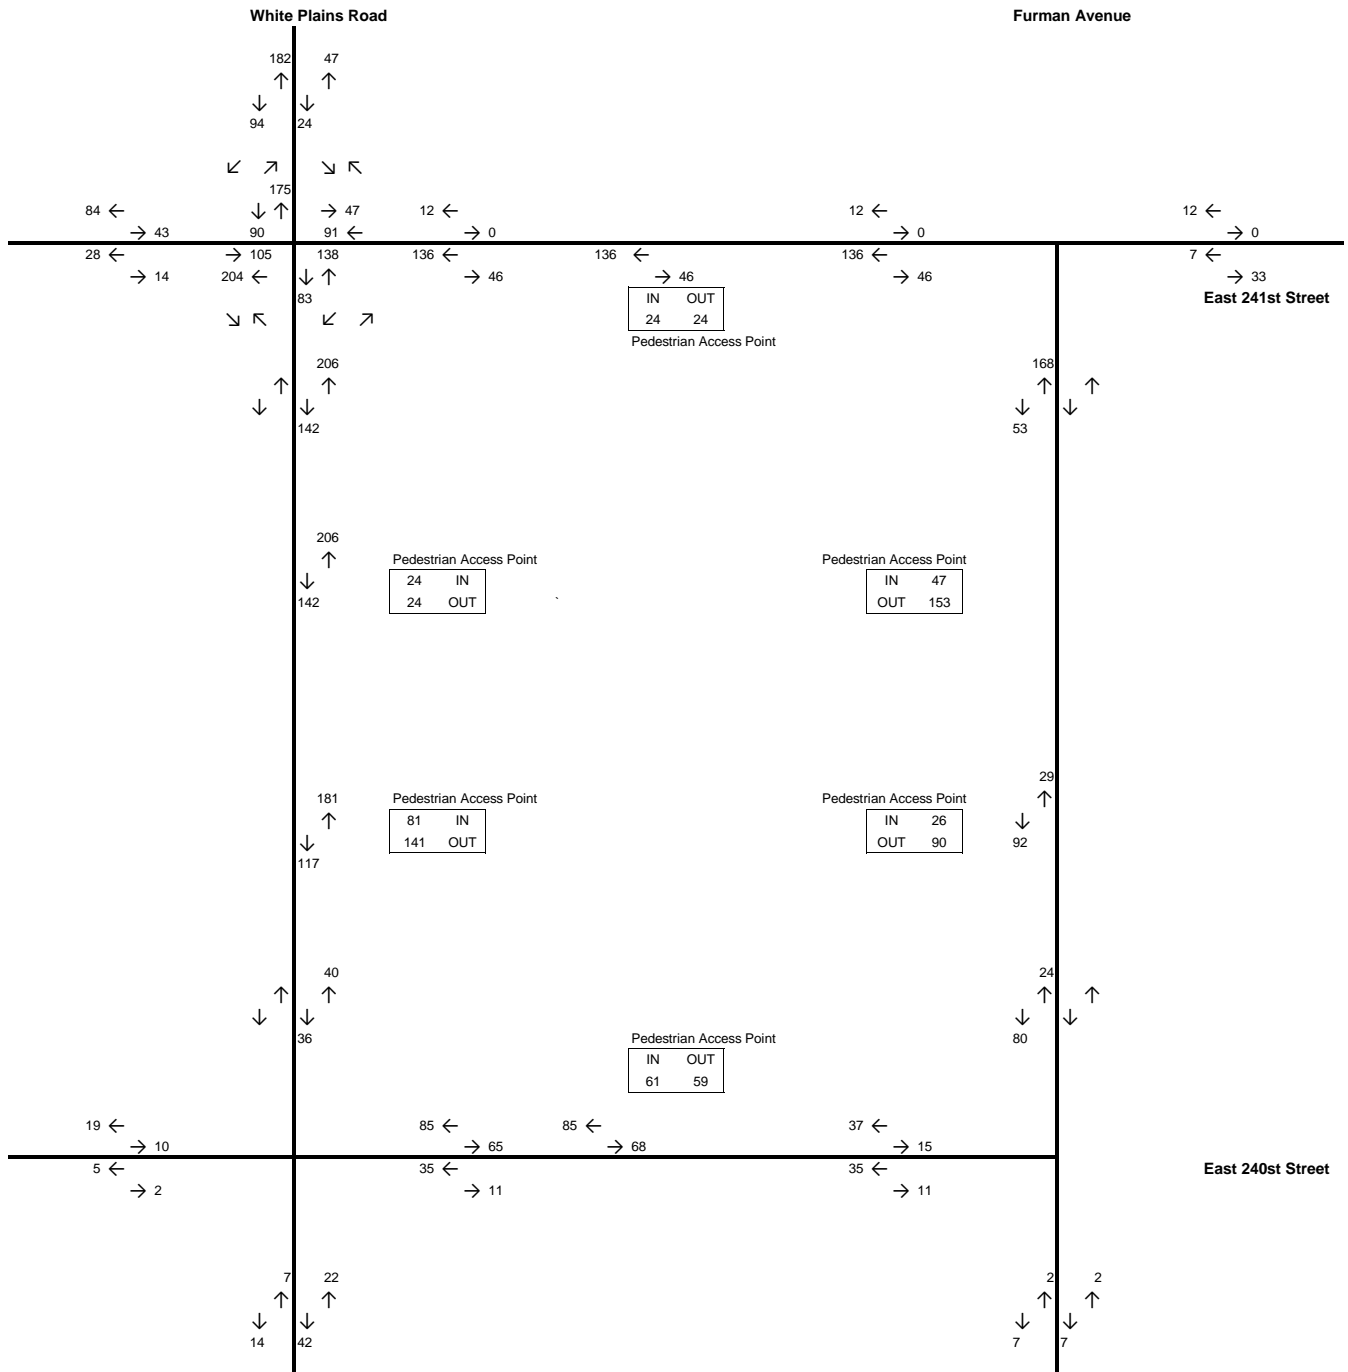 White Plains Road Furman Avenue
182 47
↑ ↑
↓ ↓
94 24
↙ ↗ ↘ ↖
175
84 ← ↓ ↑ → 47 12 ← 12 ← 12 ←
→ 43 90 91 ← → 0 → 0 → 0
28 ← → 105 138 136 ← 136 ← 136 ← 7 ←
→ 14 204 ← ↓ ↑ → 46 → 46 → 46 → 33
83 IN OUT East 241st Street
↘ ↖ ↙ ↗ 24 24
Pedestrian Access Point
206 168
↑ ↑ ↑ ↑
↓ ↓ ↓ ↓
142 53
206
↑ Pedestrian Access Point Pedestrian Access Point
↓ 24 IN IN 47
142 24 OUT ` OUT 153
29
181 Pedestrian Access Point Pedestrian Access Point ↑
↑ 81 IN IN 26 ↓
↓ 141 OUT OUT 90 92
117
40 24
↑ ↑ ↑ ↑
↓ ↓ ↓ ↓
36 Pedestrian Access Point 80
IN OUT
61 59
19 ← 85 ← 85 ← 37 ←
→ 10 → 65 → 68 → 15
5 ← 35 ← 35 ← East 240st Street
→ 2 → 11 → 11
7 22 2 2
↑ ↑ ↑ ↑
↓ ↓ ↓ ↓
14 42 7 7